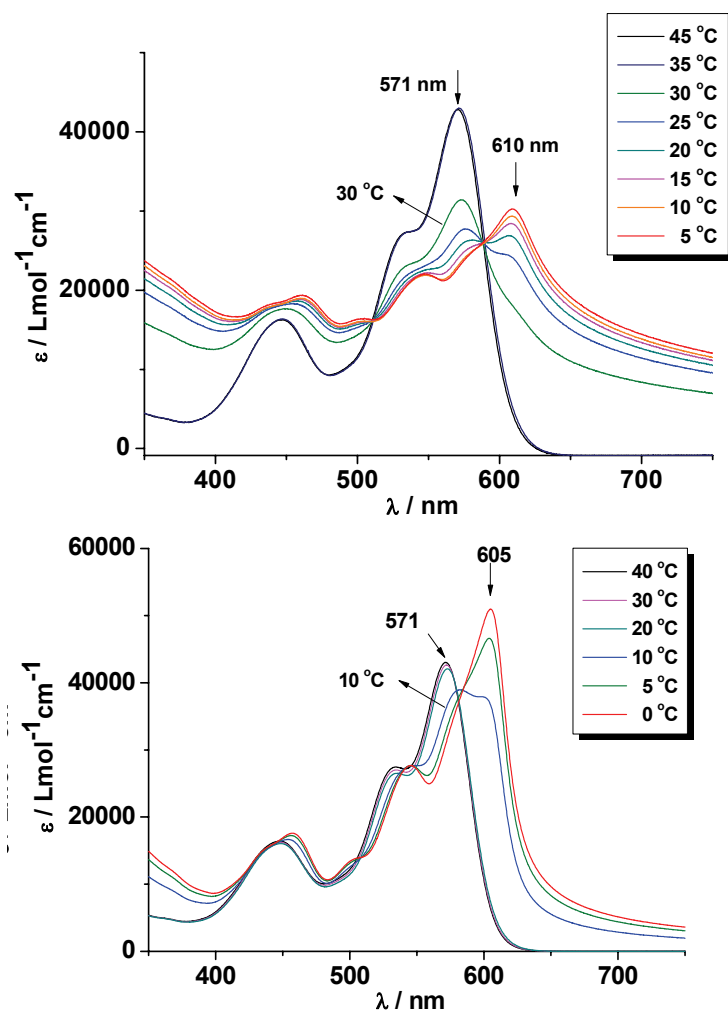 45 °C
35 °C
30 °C
25 °C
20 °C
15 °C
10 °C
5 °C
571 nm
610 nm
30 °C
40000
20000
0
ε / Lmol⁻¹cm⁻¹
400 500 600 700
λ / nm
60000
40000
20000
0
ε / Lmol⁻¹cm⁻¹
605
571
10 °C
40 °C
30 °C
20 °C
10 °C
5 °C
0 °C
400 500 600 700
λ / nm